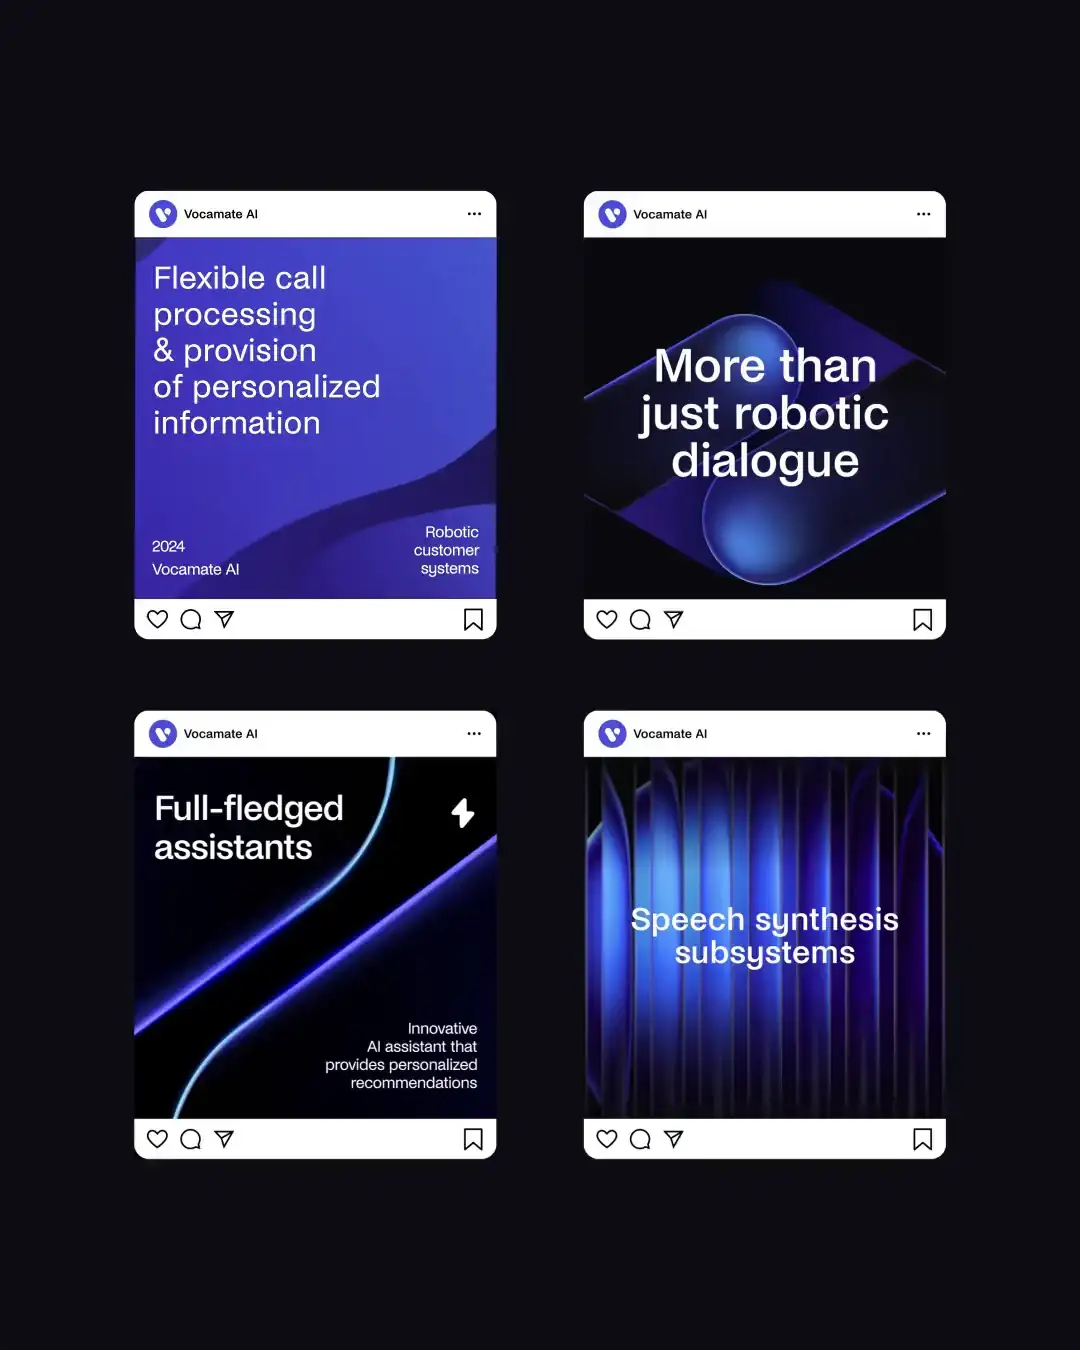 Vocamate AI
Flexible call
processing
& provision
of personalized
information
2024
Vocamate AI
Robotic
customer
systems
Vocamate AI
More than
just robotic
dialogue
Vocamate AI
Full-fledged
assistants
Innovative
AI assistant that
provides personalized
recommendations
Vocamate AI
Speech synthesis
subsystems